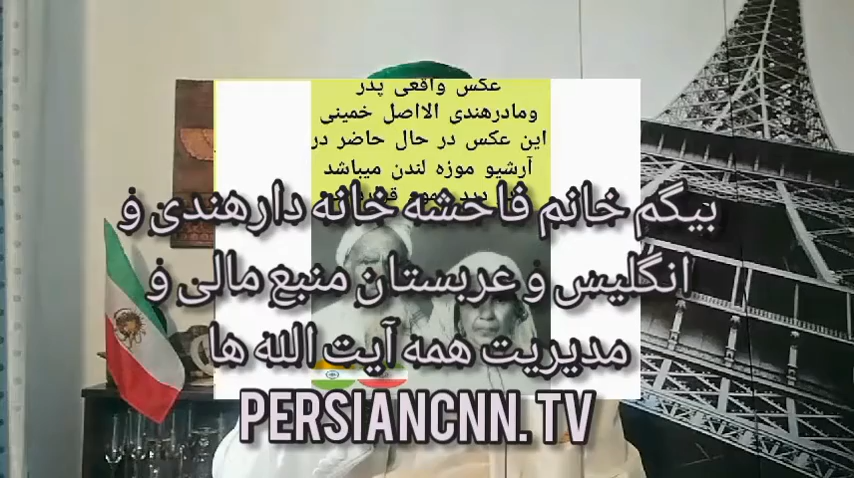 عکس واقعی پدر
ومادرهندی الااصل خمینی
این عکس در حال حاضر در
آرشیو موزه لندن میباشد
بیگم خانم فاحشه خانه دارهندی و
انگلیس و عربستان منبع مالی و
مدیریت همه آیت الله ها
PERSIANCNN. TV